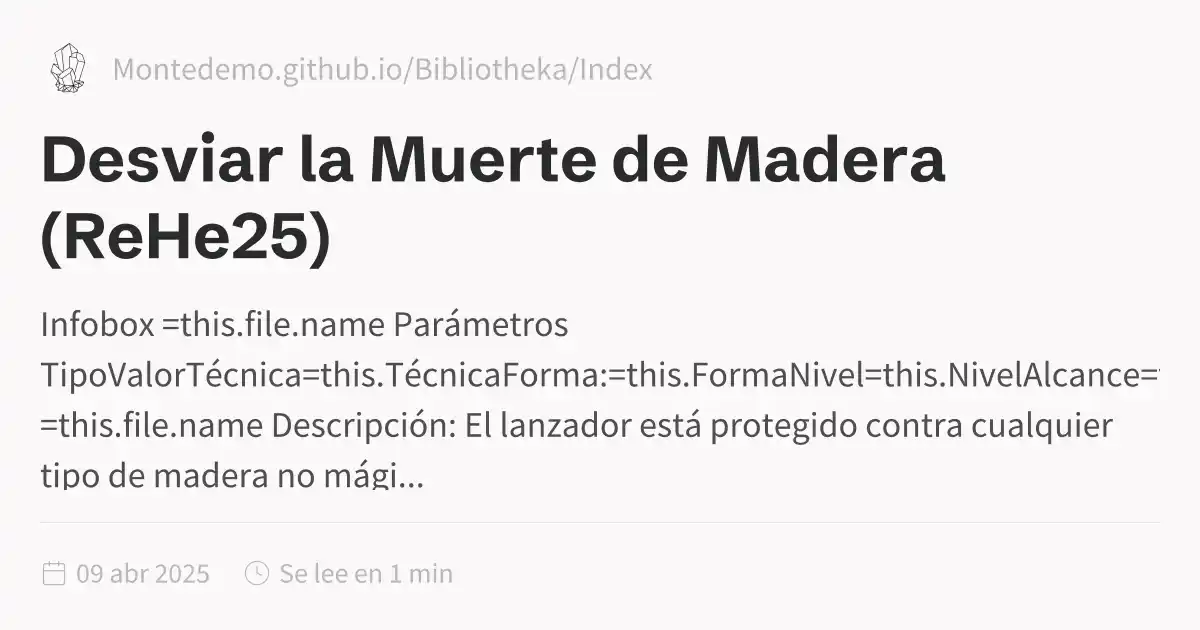 Montedemo.github.io/Bibliotheka/Index
Desviar la Muerte de Madera
(ReHe25)
Infobox =this.file.name Parámetros
TipoValorTécnica=this.TécnicaForma:=this.FormaNivel=this.NivelAlcance=
=this.file.name Descripción: El lanzador está protegido contra cualquier
tipo de madera no mági...
09 abr 2025 Se lee en 1 min